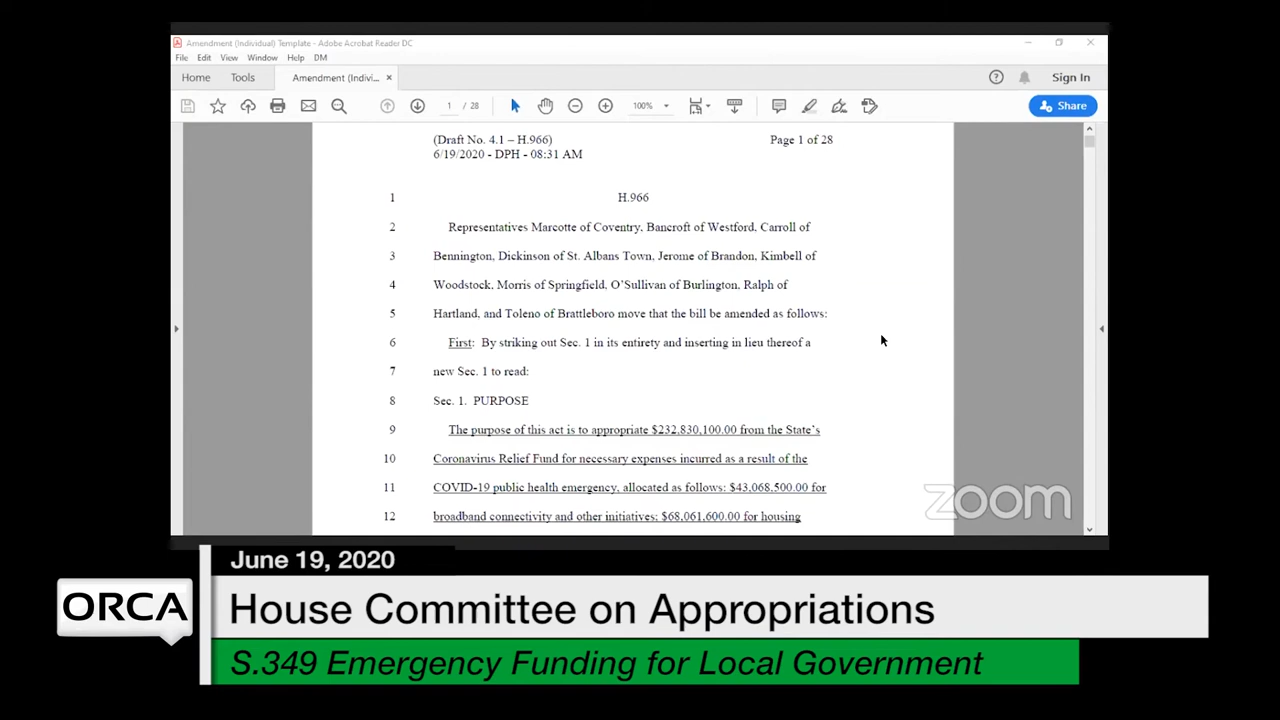 Amendment (Individual) Template - Adobe Acrobat Reader DC
File Edit View Window Help DM
Home Tools Amendment (Indivi... × Sign In
1 / 28 100% Share
(Draft No. 4.1 – H.966) Page 1 of 28
6/19/2020 - DPH - 08:31 AM
1 H.966
2 Representatives Marcotte of Coventry, Bancroft of Westford, Carroll of
3 Bennington, Dickinson of St. Albans Town, Jerome of Brandon, Kimbell of
4 Woodstock, Morris of Springfield, O'Sullivan of Burlington, Ralph of
5 Hartland, and Toleno of Brattleboro move that the bill be amended as follows:
6 First: By striking out Sec. 1 in its entirety and inserting in lieu thereof a
7 new Sec. 1 to read:
8 Sec. 1. PURPOSE
9 The purpose of this act is to appropriate $232,830,100.00 from the State's
10 Coronavirus Relief Fund for necessary expenses incurred as a result of the
11 COVID-19 public health emergency, allocated as follows: $43,068,500.00 for
12 broadband connectivity and other initiatives; $68,061,600.00 for housing
zoom
June 19, 2020
ORCA
House Committee on Appropriations
S.349 Emergency Funding for Local Government